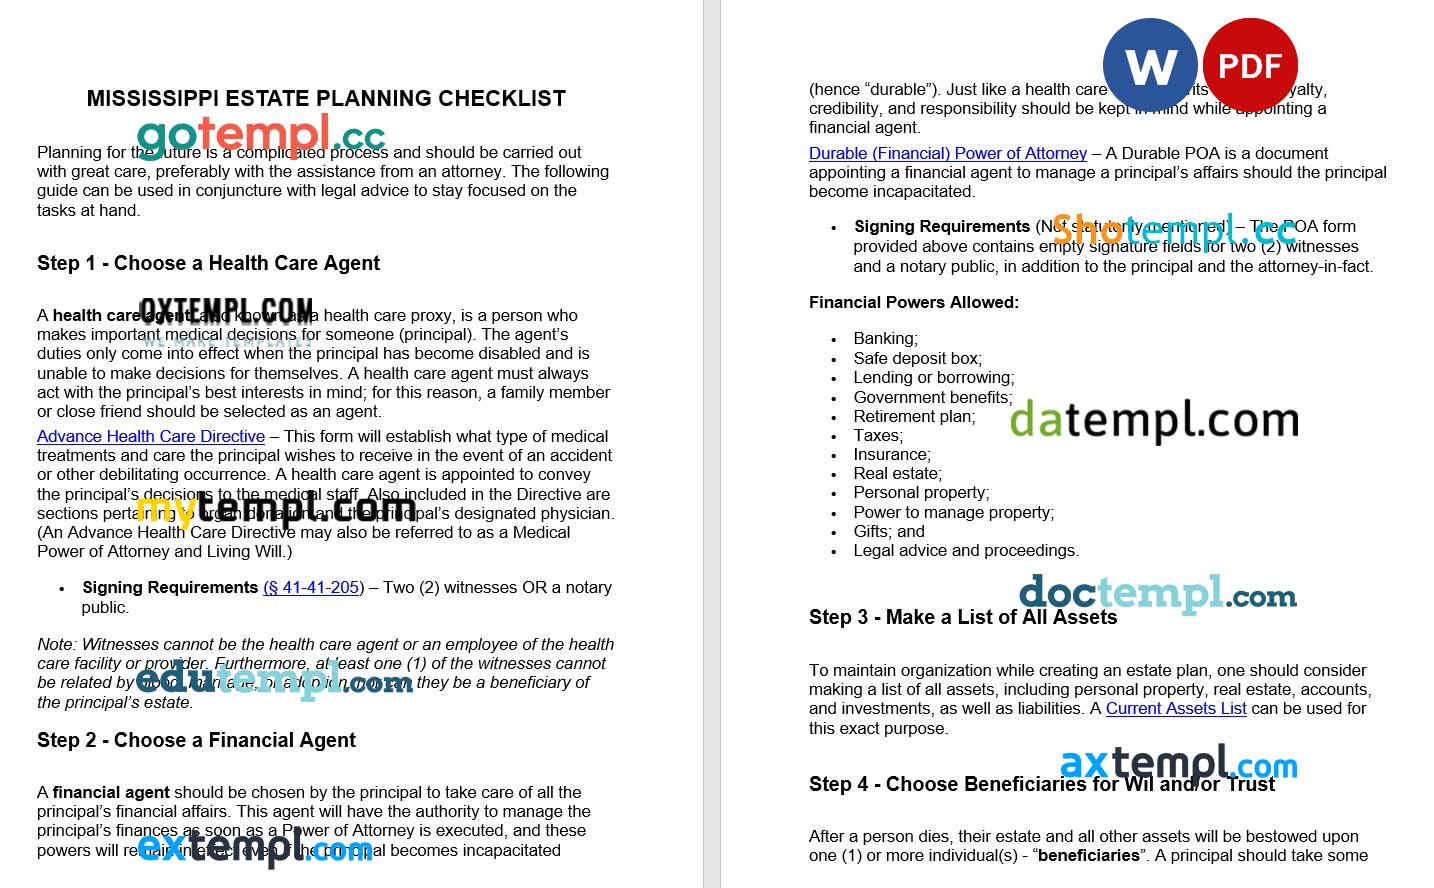 MISSISSIPPI ESTATE PLANNING CHECKLIST
gotempl.cc
Planning for the future is a complicated process and should be carried out
with great care, preferably with the assistance from an attorney. The following
guide can be used in conjuncture with legal advice to stay focused on the
tasks at hand.
Step 1 - Choose a Health Care Agent
OXTEMPL.COM
WE MAKE TEMPLATES
A health care agent, also known as a health care proxy, is a person who
makes important medical decisions for someone (principal). The agent's
duties only come into effect when the principal has become disabled and is
unable to make decisions for themselves. A health care agent must always
act with the principal's best interests in mind; for this reason, a family member
or close friend should be selected as an agent.
Advance Health Care Directive – This form will establish what type of medical
treatments and care the principal wishes to receive in the event of an accident
or other debilitating occurrence. A health care agent is appointed to convey
the principal's decisions to the medical staff. Also included in the Directive are
mytempl.com
sections pertaining to organ donation and the principal's designated physician.
(An Advance Health Care Directive may also be referred to as a Medical
Power of Attorney and Living Will.)
• Signing Requirements (§ 41-41-205) – Two (2) witnesses OR a notary
public.
Note: Witnesses cannot be the health care agent or an employee of the health
care facility or provider. Furthermore, at least one (1) of the witnesses cannot
edutempl.com
be related by blood, marriage, or adoption, nor can they be a beneficiary of
the principal's estate.
Step 2 - Choose a Financial Agent
A financial agent should be chosen by the principal to take care of all the
principal's financial affairs. This agent will have the authority to manage the
principal's finances as soon as a Power of Attorney is executed, and these
extempl.com
powers will remain in effect even if the principal becomes incapacitated
W PDF
(hence “durable”). Just like a health care loyalty,
credibility, and responsibility should be kept in mind while appointing a
financial agent.
Durable (Financial) Power of Attorney – A Durable POA is a document
appointing a financial agent to manage a principal's affairs should the principal
become incapacitated.
Shotempl.cc
• Signing Requirements (Not statutorily mentioned) – The POA form
provided above contains empty signature fields for two (2) witnesses
and a notary public, in addition to the principal and the attorney-in-fact.
Financial Powers Allowed:
• Banking;
• Safe deposit box;
• Lending or borrowing;
• Government benefits;
• Retirement plan;
datempl.com
• Taxes;
• Insurance;
• Real estate;
• Personal property;
• Power to manage property;
• Gifts; and
• Legal advice and proceedings.
doctempl.com
Step 3 - Make a List of All Assets
To maintain organization while creating an estate plan, one should consider
making a list of all assets, including personal property, real estate, accounts,
and investments, as well as liabilities. A Current Assets List can be used for
this exact purpose.
axtempl.com
Step 4 - Choose Beneficiaries for Wil and/or Trust
After a person dies, their estate and all other assets will be bestowed upon
one (1) or more individual(s) - “beneficiaries”. A principal should take some